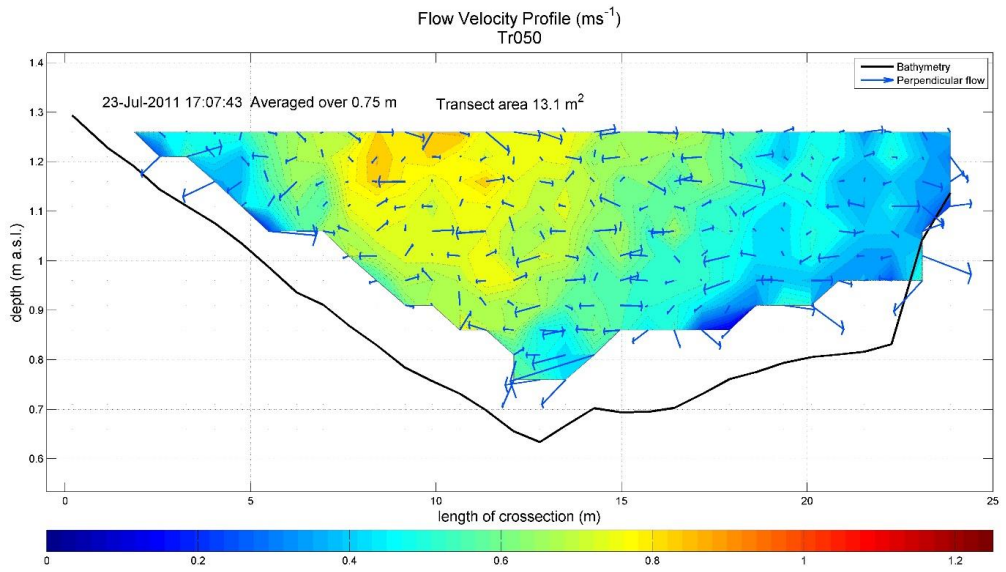 Flow Velocity Profile (ms⁻¹)
Tr050
Bathymetry
Perpendicular flow
23-Jul-2011 17:07:43 Averaged over 0.75 m Transect area 13.1 m²
depth (m a.s.l.)
1.4
1.3
1.2
1.1
1
0.9
0.8
0.7
0.6
0 5 10 15 20 25
length of crossection (m)
0 0.2 0.4 0.6 0.8 1 1.2